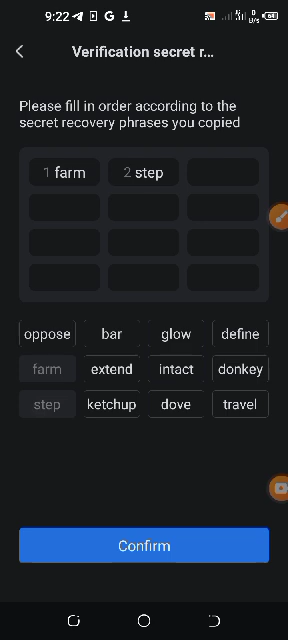 9:22
Verification secret r...
Please fill in order according to the
secret recovery phrases you copied
1 farm 2 step
oppose bar glow define
farm extend intact donkey
step ketchup dove travel
Confirm